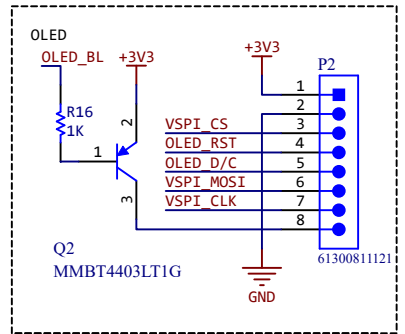 OLED
OLED_BL
+3V3
+3V3
P2
R16
1K
2
1
3
1
2
3
4
5
6
7
8
VSPI_CS
OLED_RST
OLED_D/C
VSPI_MOSI
VSPI_CLK
Q2
MMBT4403LT1G
GND
61300811121